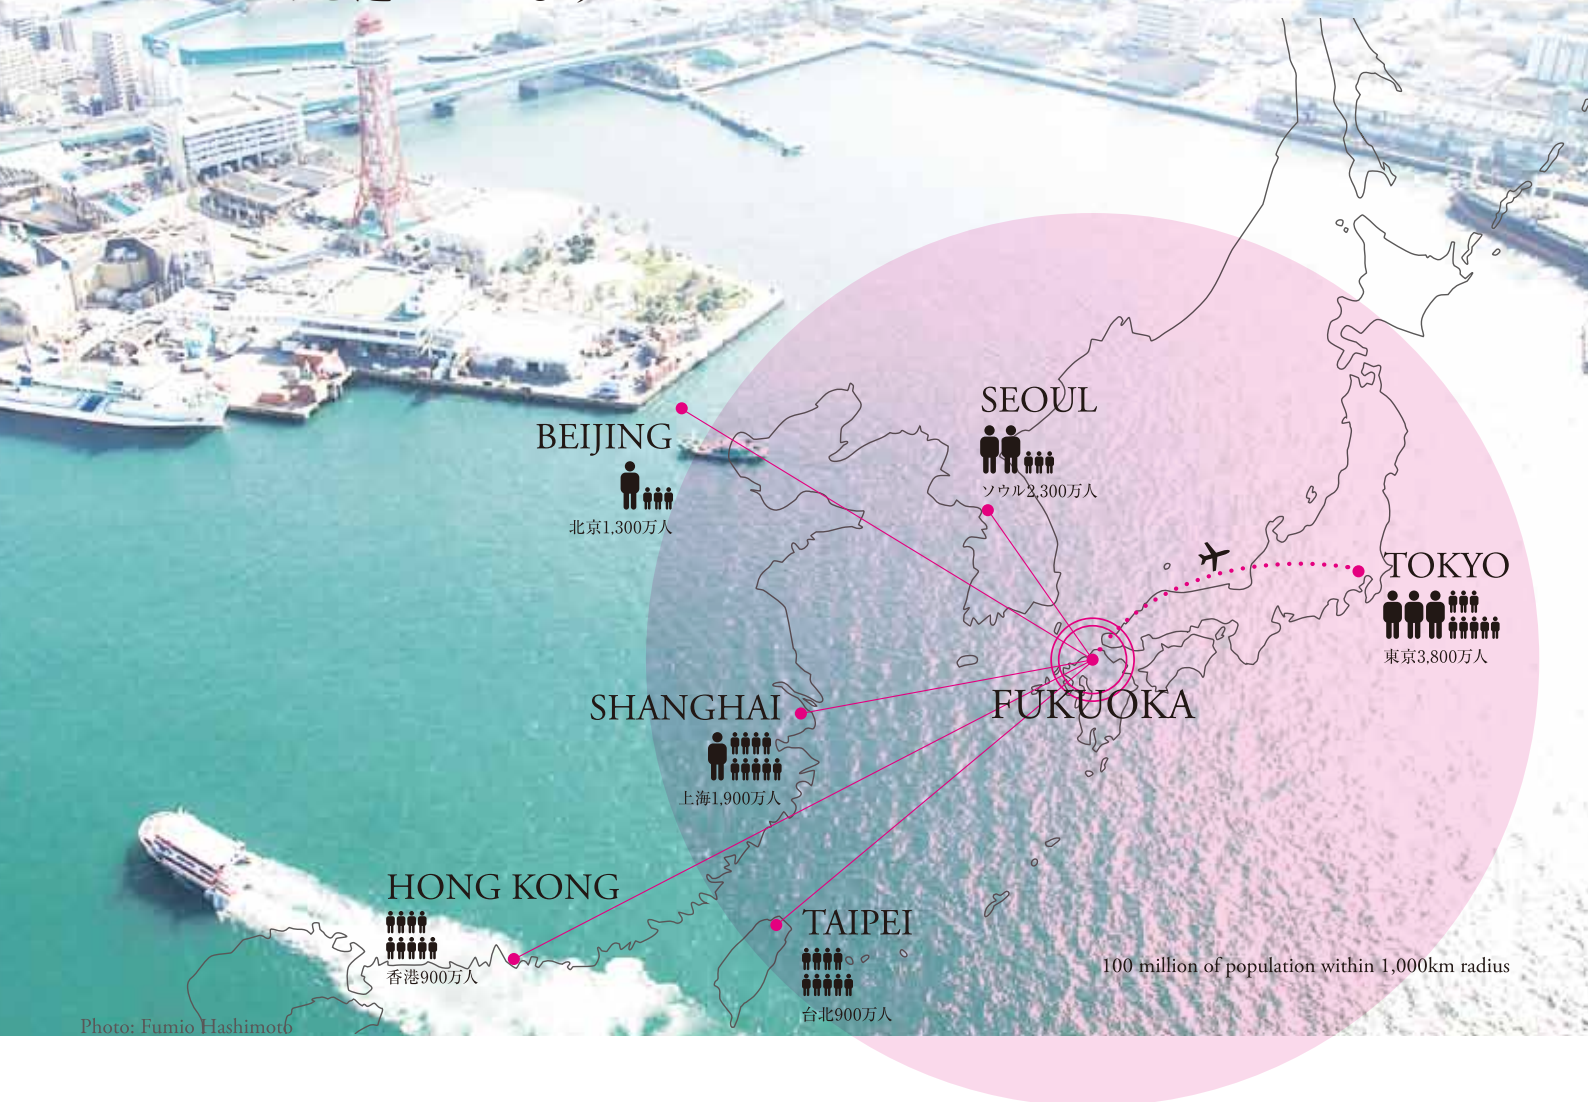 SEOUL
ソウル2,300万人
BEIJING
北京1,300万人
TOKYO
東京3,800万人
SHANGHAI
上海1,900万人
FUKUOKA
HONG KONG
香港900万人
TAIPEI
台北900万人
100 million of population within 1,000km radius
Photo: Fumio Hashimoto